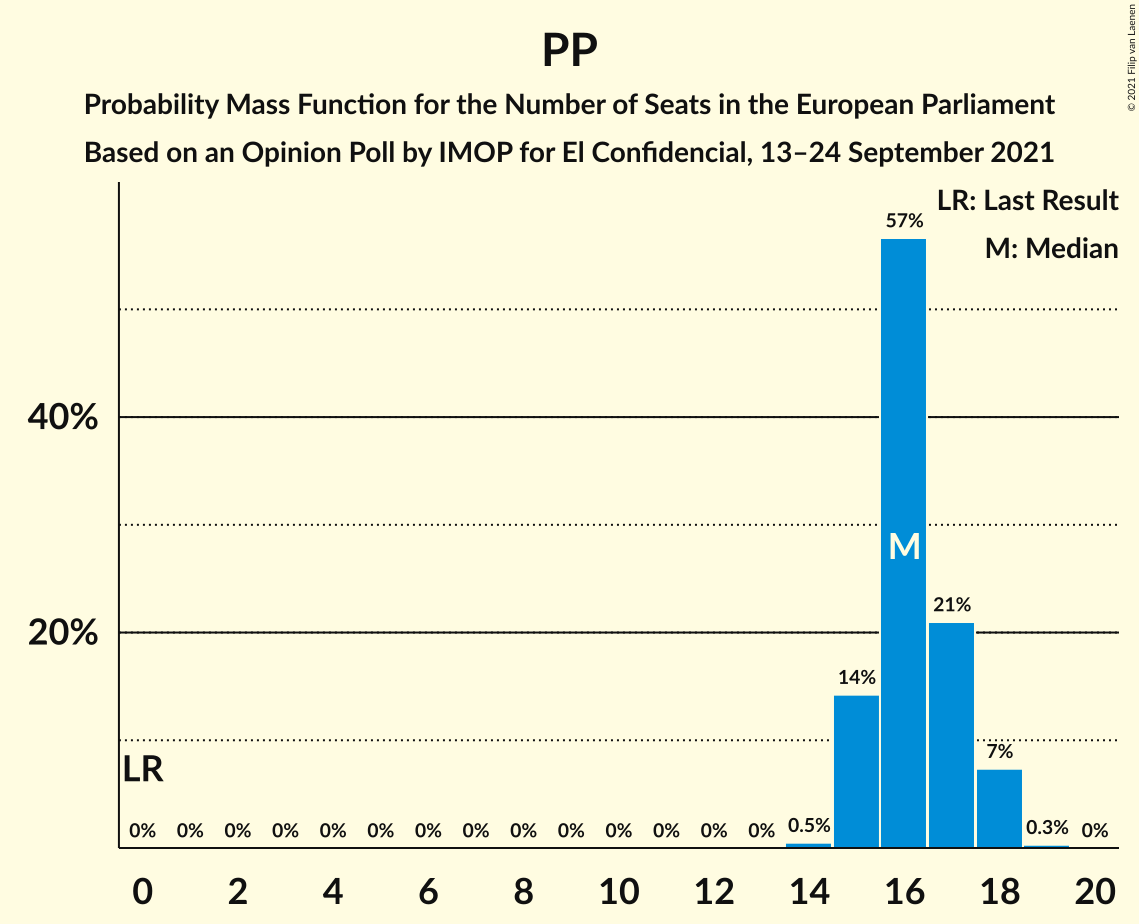 PP
Probability Mass Function for the Number of Seats in the European Parliament
Based on an Opinion Poll by IMOP for El Confidencial, 13–24 September 2021
© 2021 Filip van Laenen
LR: Last Result
M: Median
57%
40%
M
21%
20%
14%
7%
LR
0% 0% 0% 0% 0% 0% 0% 0% 0% 0% 0% 0% 0% 0% 0.5% 0.3% 0%
0 2 4 6 8 10 12 14 16 18 20